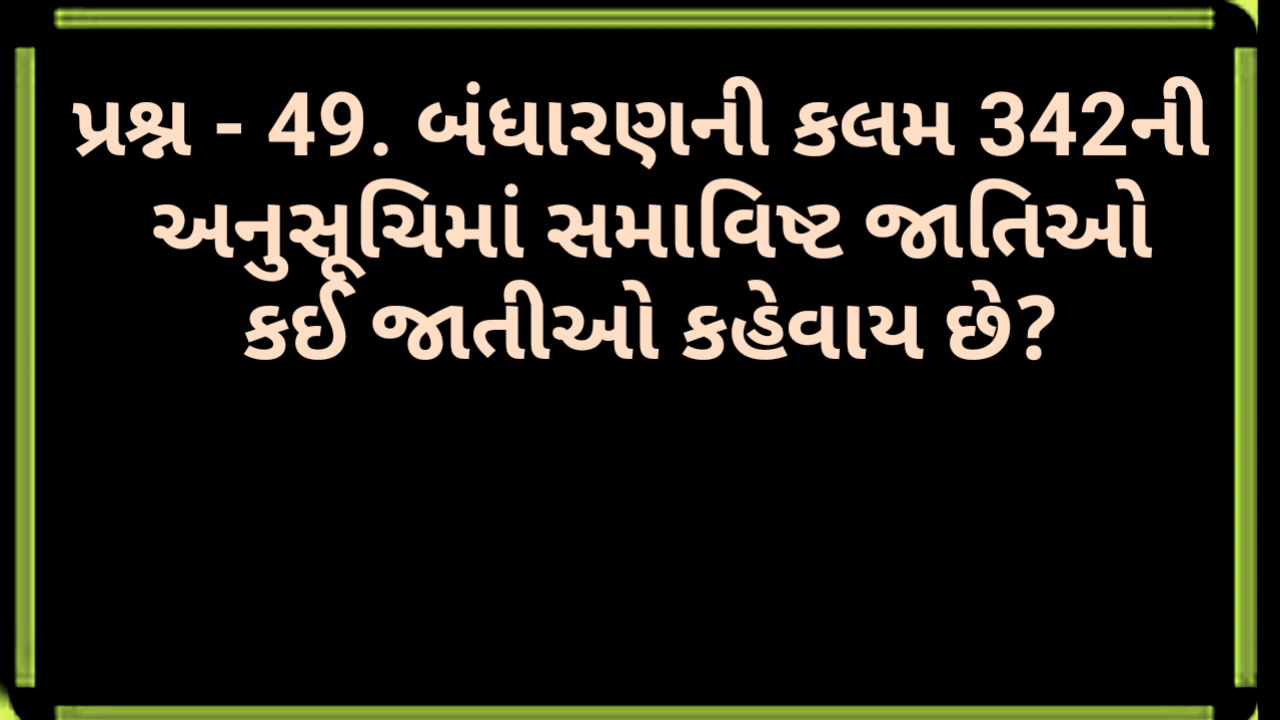 પ્રશ્ન - 49. બંધારણની કલમ 342ની
અનુસૂચિમાં સમાવિષ્ટ જાતિઓ
કઈ જાતીઓ કહેવાય છે?